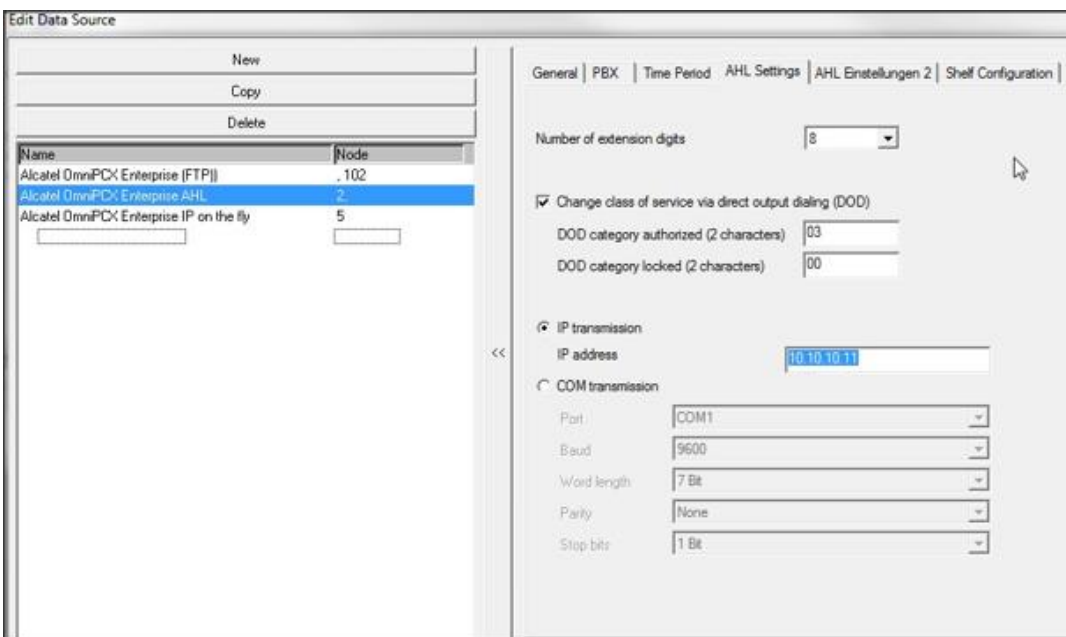 Edit Data Source
New
Copy
Delete
Name Node
Alcatel OmniPCX Enterprise (FTP)) , 102
Alcatel OmniPCX Enterprise AHL 2,
Alcatel OmniPCX Enterprise IP on the fly 5
<<
General PBX Time Period AHL Settings AHL Einstellungen 2 Shelf Configuration
Number of extension digits 8
Change class of service via direct output dialing (DOD)
DOD category authorized (2 characters) 03
DOD category locked (2 characters) 00
IP transmission
IP address 10.10.10.11
COM transmission
Port COM1
Baud 9600
Word length 7 Bit
Parity None
Stop bits 1 Bit